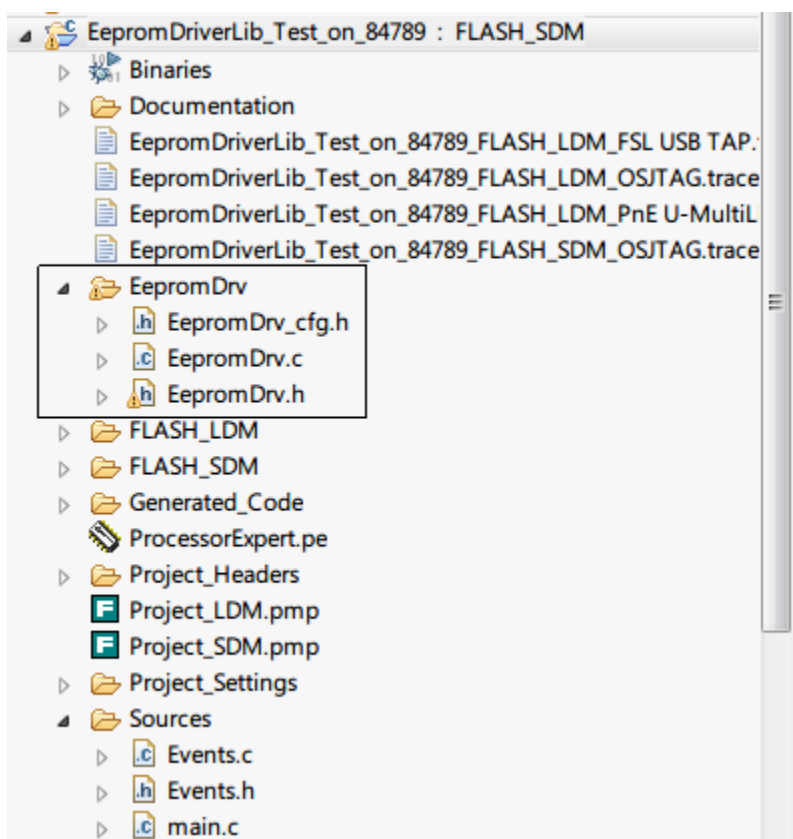 EepromDriverLib_Test_on_84789 : FLASH_SDM
Binaries
Documentation
EepromDriverLib_Test_on_84789_FLASH_LDM_FSL USB TAP.
EepromDriverLib_Test_on_84789_FLASH_LDM_OSJTAG.trace
EepromDriverLib_Test_on_84789_FLASH_LDM_PnE U-MultiL
EepromDriverLib_Test_on_84789_FLASH_SDM_OSJTAG.trace
EepromDrv
EepromDrv_cfg.h
EepromDrv.c
EepromDrv.h
FLASH_LDM
FLASH_SDM
Generated_Code
ProcessorExpert.pe
Project_Headers
Project_LDM.pmp
Project_SDM.pmp
Project_Settings
Sources
Events.c
Events.h
main.c